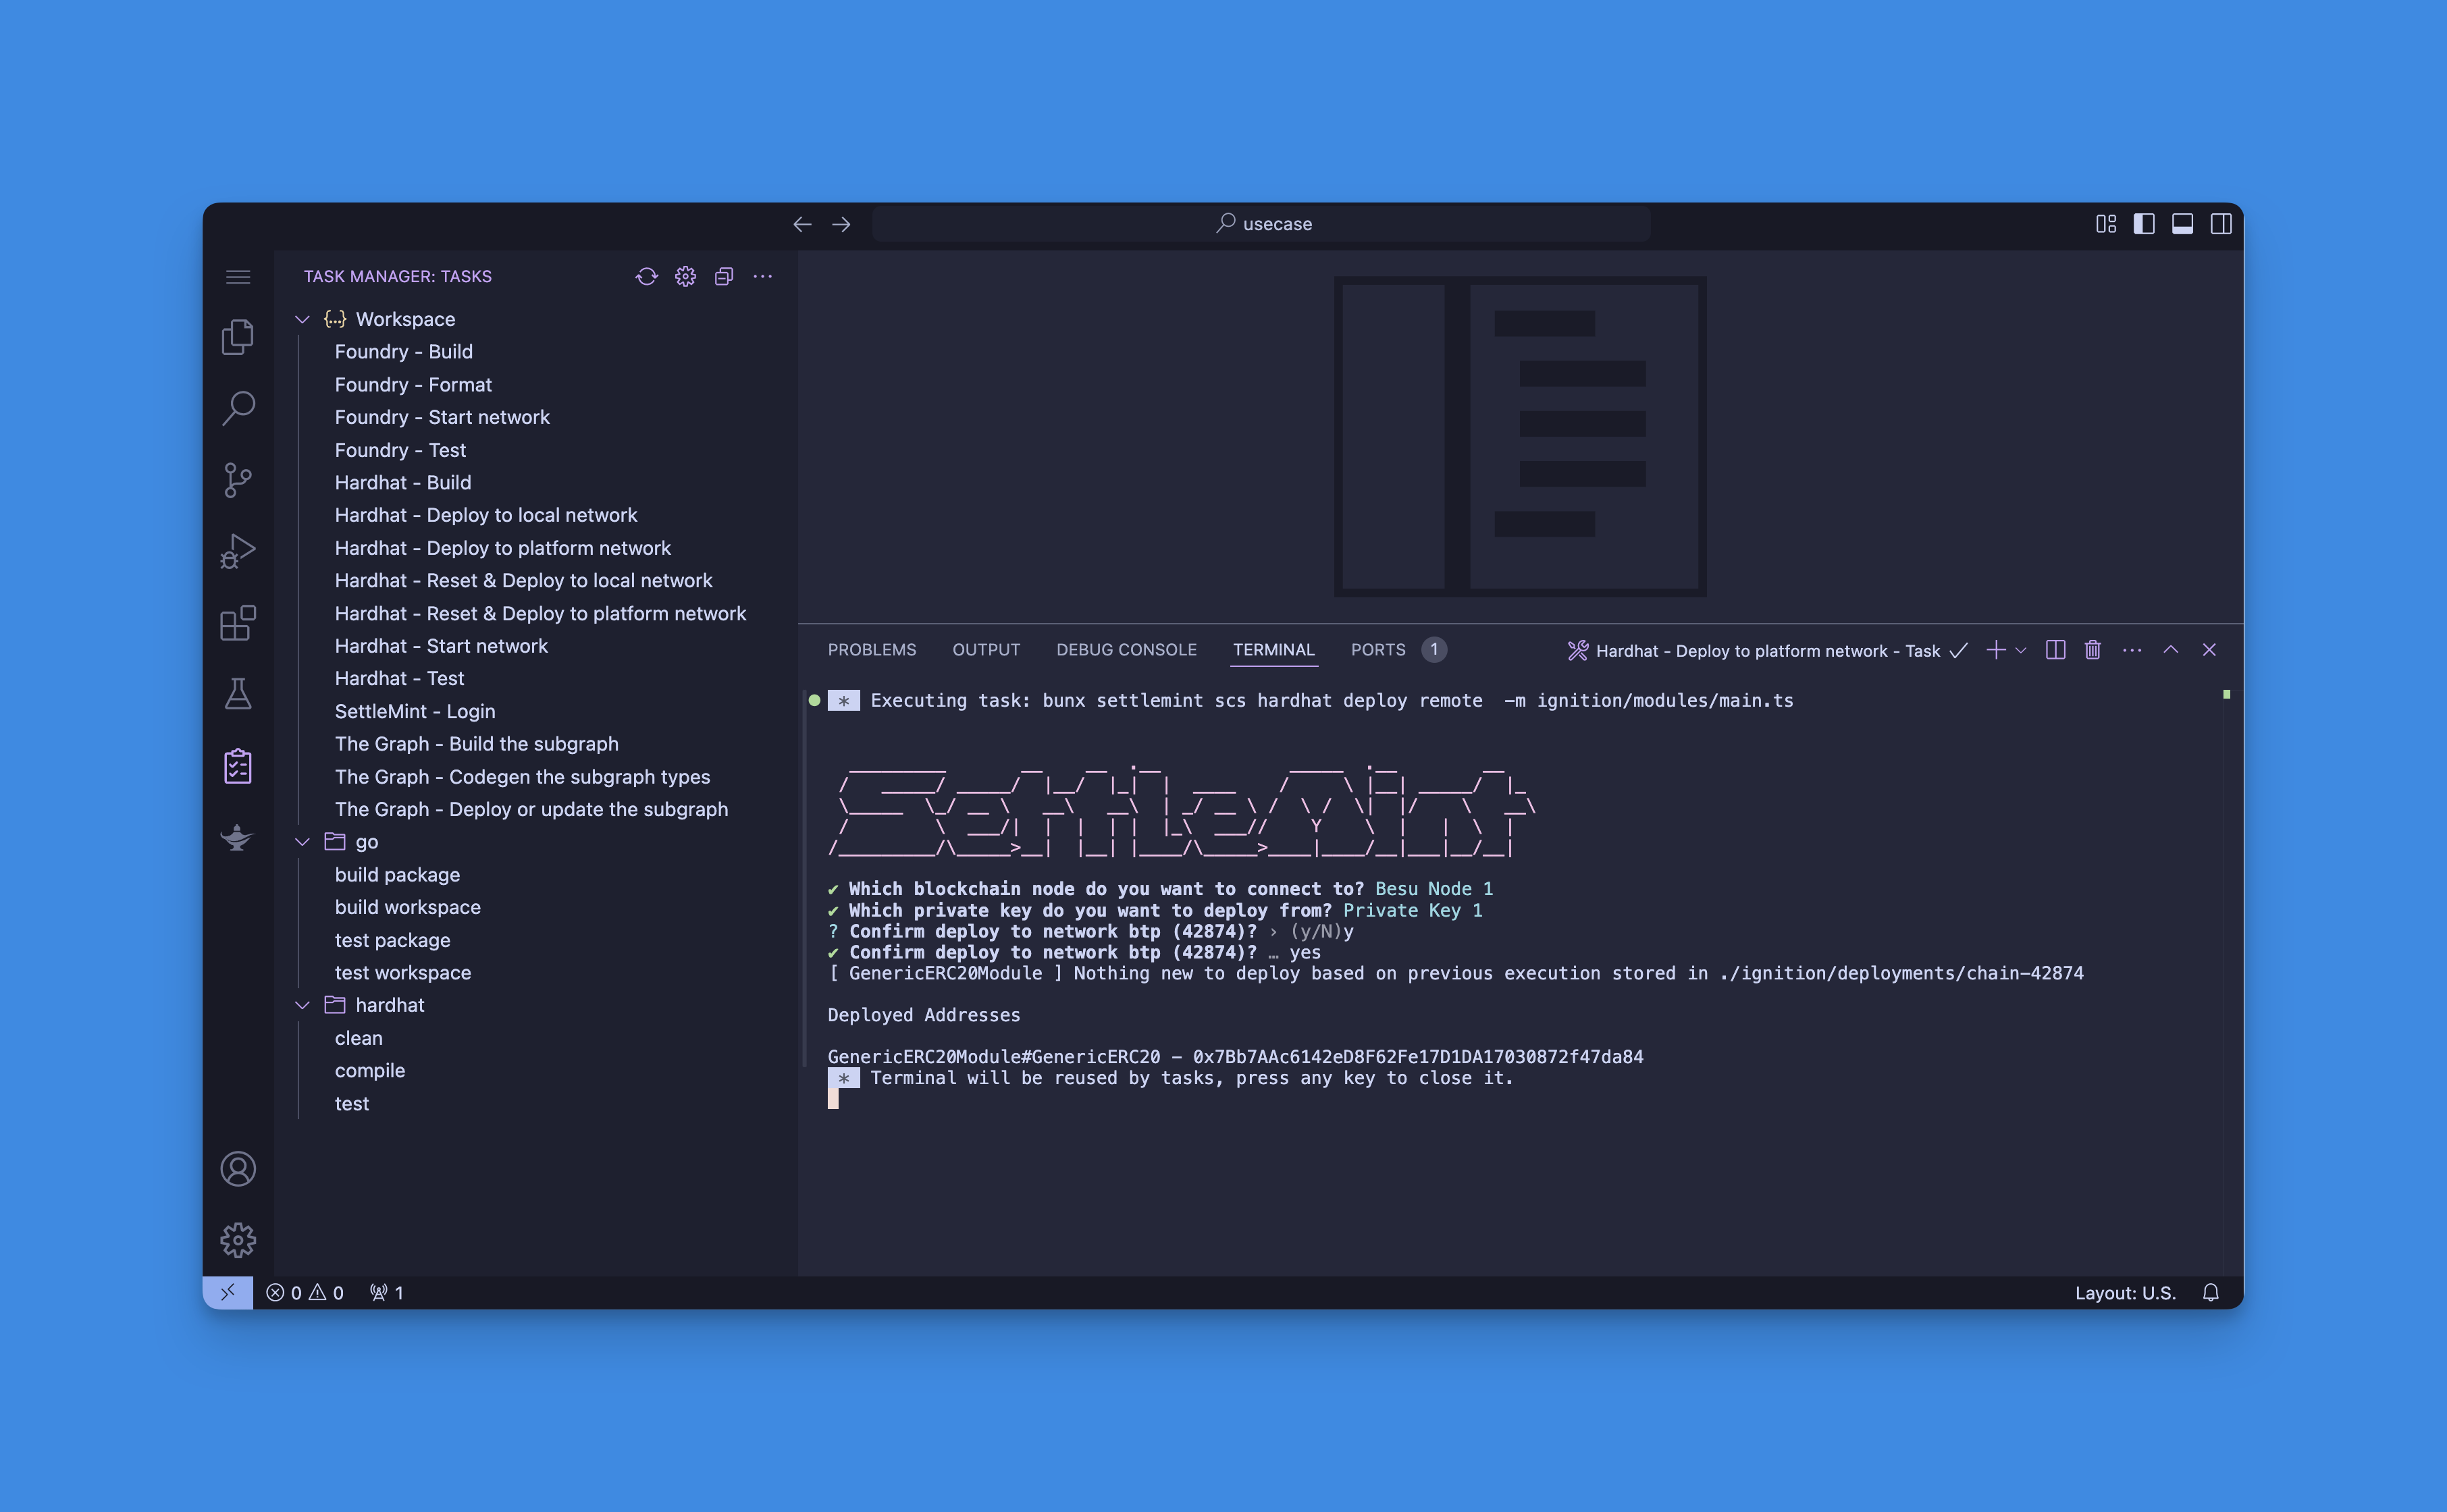 usecase
TASK MANAGER: TASKS
Workspace
Foundry - Build
Foundry - Format
Foundry - Start network
Foundry - Test
Hardhat - Build
Hardhat - Deploy to local network
Hardhat - Deploy to platform network
Hardhat - Reset & Deploy to local network
Hardhat - Reset & Deploy to platform network
Hardhat - Start network
Hardhat - Test
SettleMint - Login
The Graph - Build the subgraph
The Graph - Codegen the subgraph types
The Graph - Deploy or update the subgraph
go
build package
build workspace
test package
test workspace
hardhat
clean
compile
test
PROBLEMS OUTPUT DEBUG CONSOLE TERMINAL PORTS 1 Hardhat - Deploy to platform network - Task
* Executing task: bunx settlemint scs hardhat deploy remote  -m ignition/modules/main.ts
SettleMint
✔ Which blockchain node do you want to connect to? Besu Node 1
✔ Which private key do you want to deploy from? Private Key 1
? Confirm deploy to network btp (42874)? › (y/N)y
✔ Confirm deploy to network btp (42874)? … yes
[ GenericERC20Module ] Nothing new to deploy based on previous execution stored in ./ignition/deployments/chain-42874
Deployed Addresses
GenericERC20Module#GenericERC20 - 0x7Bb7AAc6142eD8F62Fe17D1DA17030872f47da84
* Terminal will be reused by tasks, press any key to close it.
0 0 1 Layout: U.S.